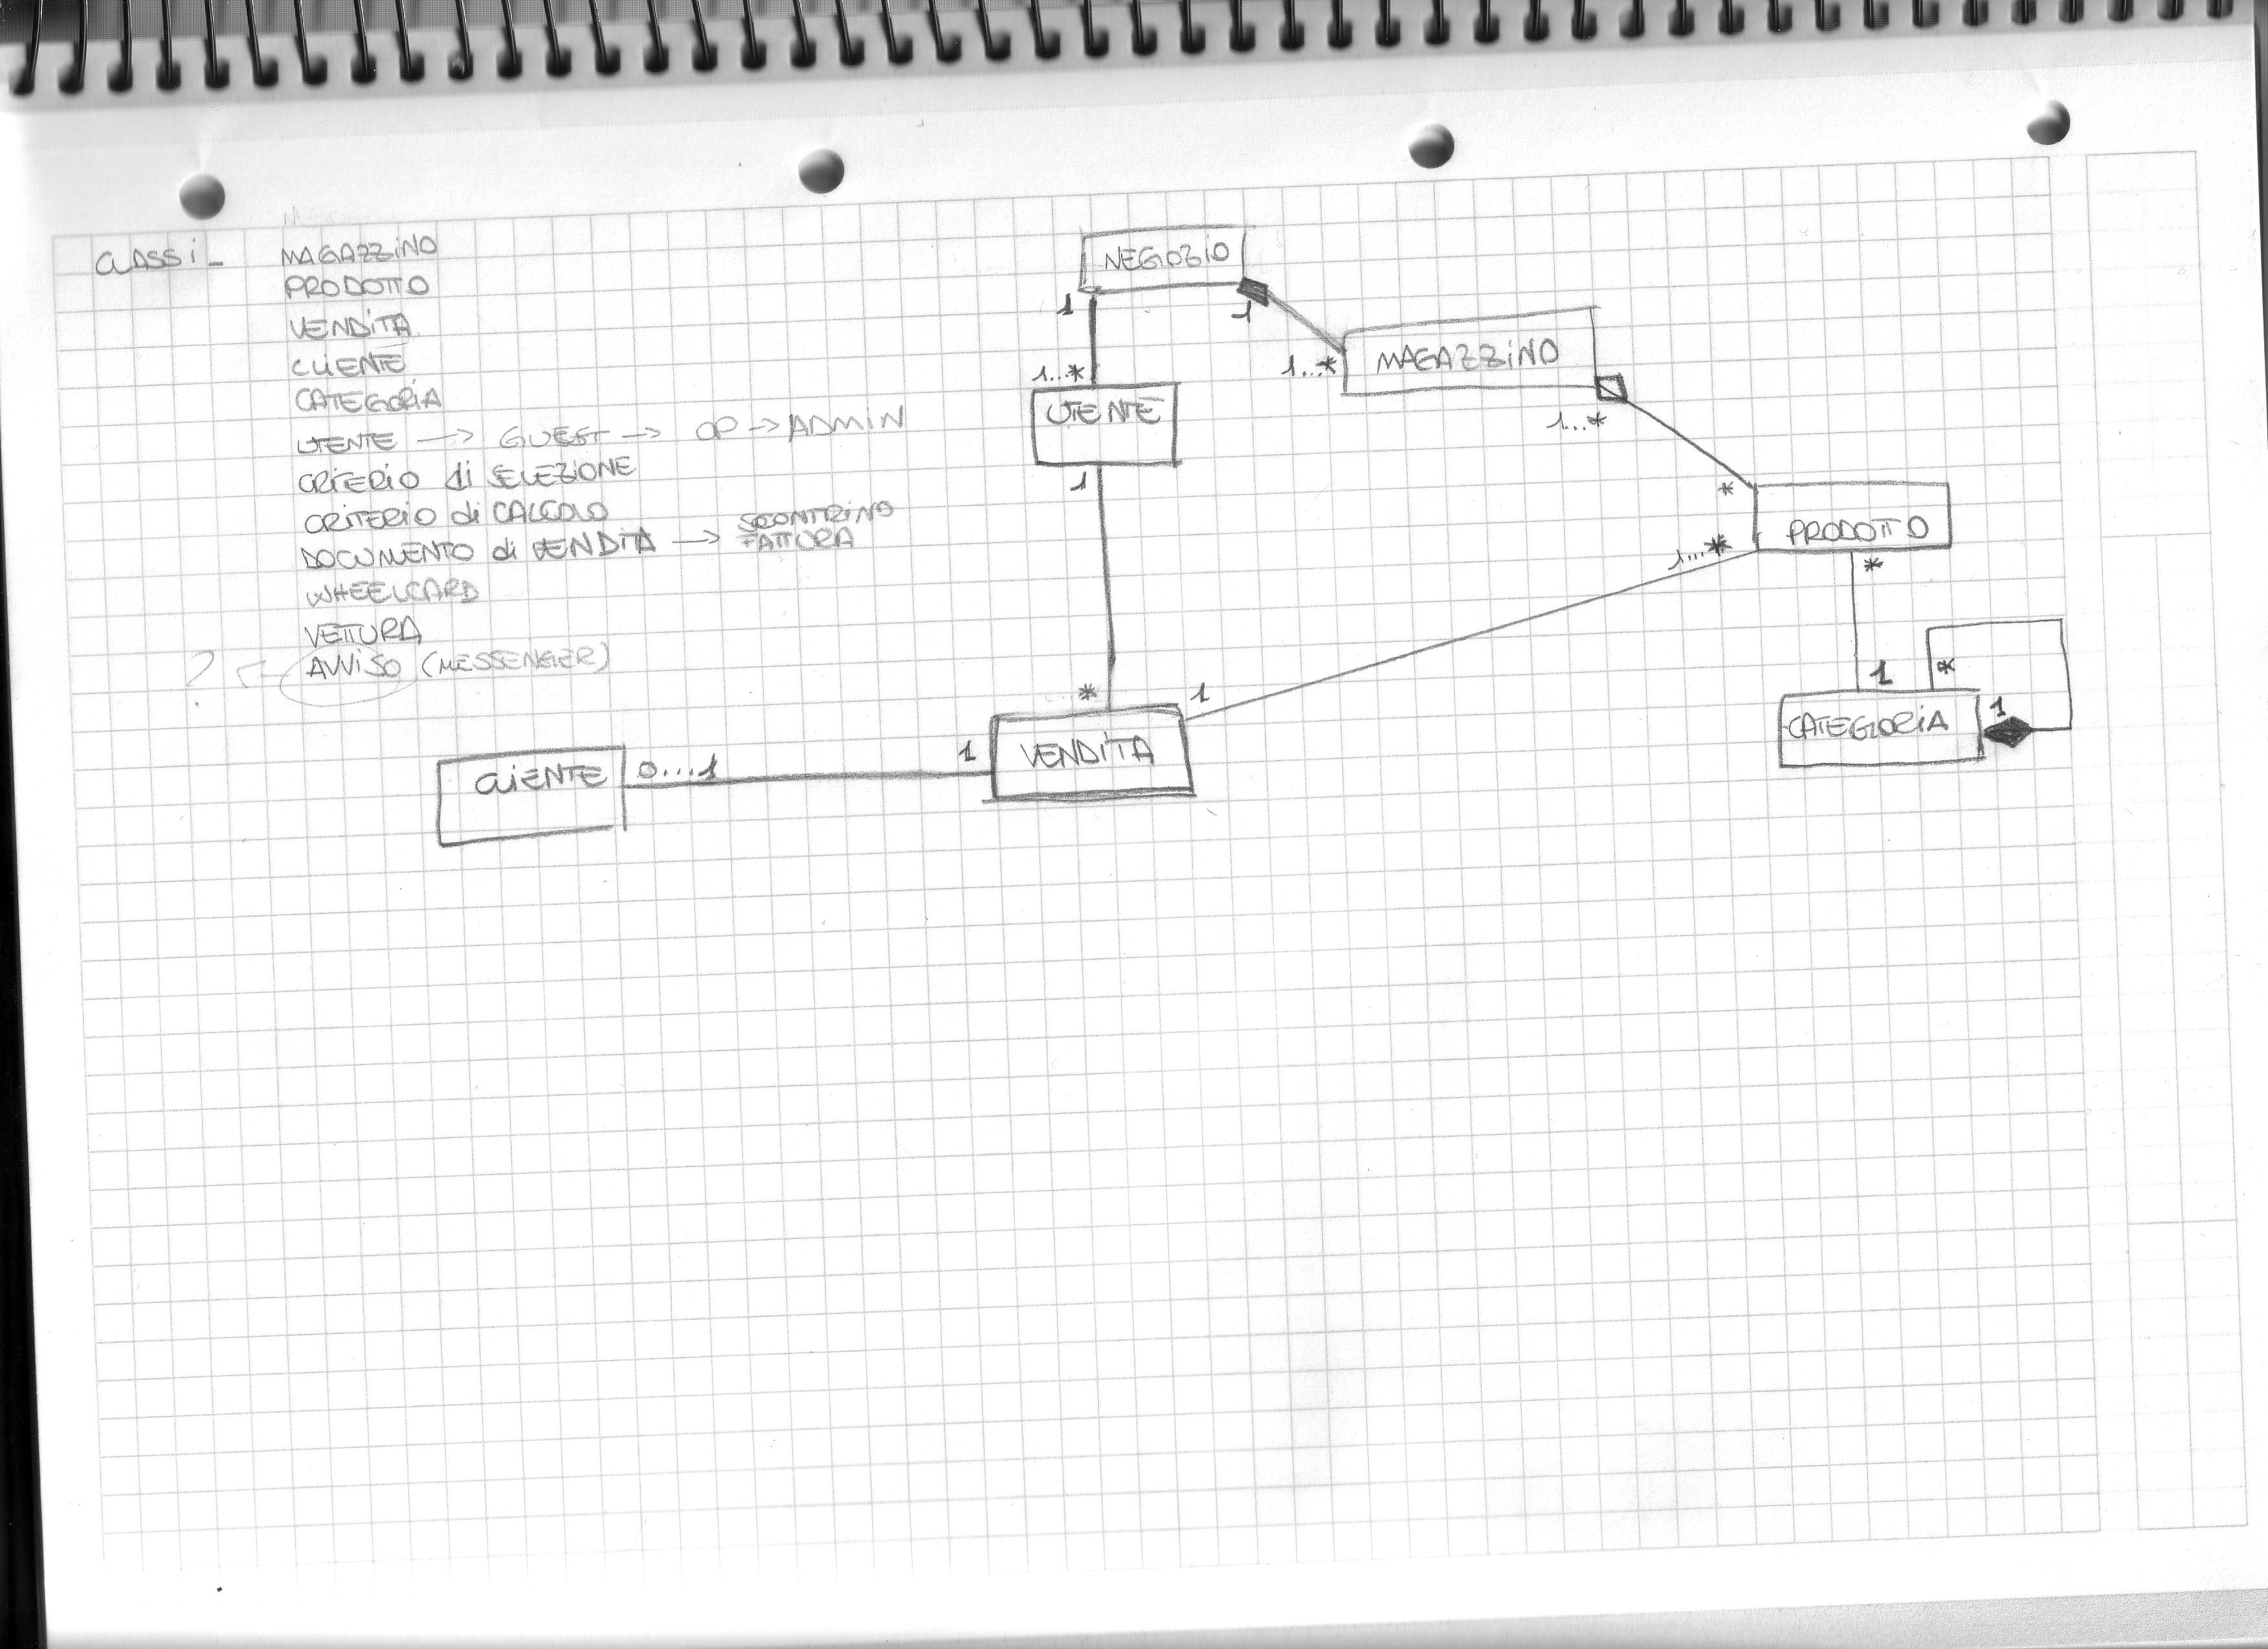 CLASSI_
MAGAZZINO
PRODOTTO
VENDITA
CLIENTE
CATEGORIA
UTENTE → GUEST → OP → ADMIN
CRITERIO di SELEZIONE
CRITERIO di CALCOLO
DOCUMENTO di VENDITA → SCONTRINO
FATTURA
WHEELCARD
VETTURA
? ← AVVISO (MESSENGER)
NEGOZIO
1
1
1...*
MAGAZZINO
1...*
1...*
UTENTE
1
*
PRODOTTO
1...*
*
1
*
CATEGORIA
1
*
1
VENDITA
1
CLIENTE
0...1